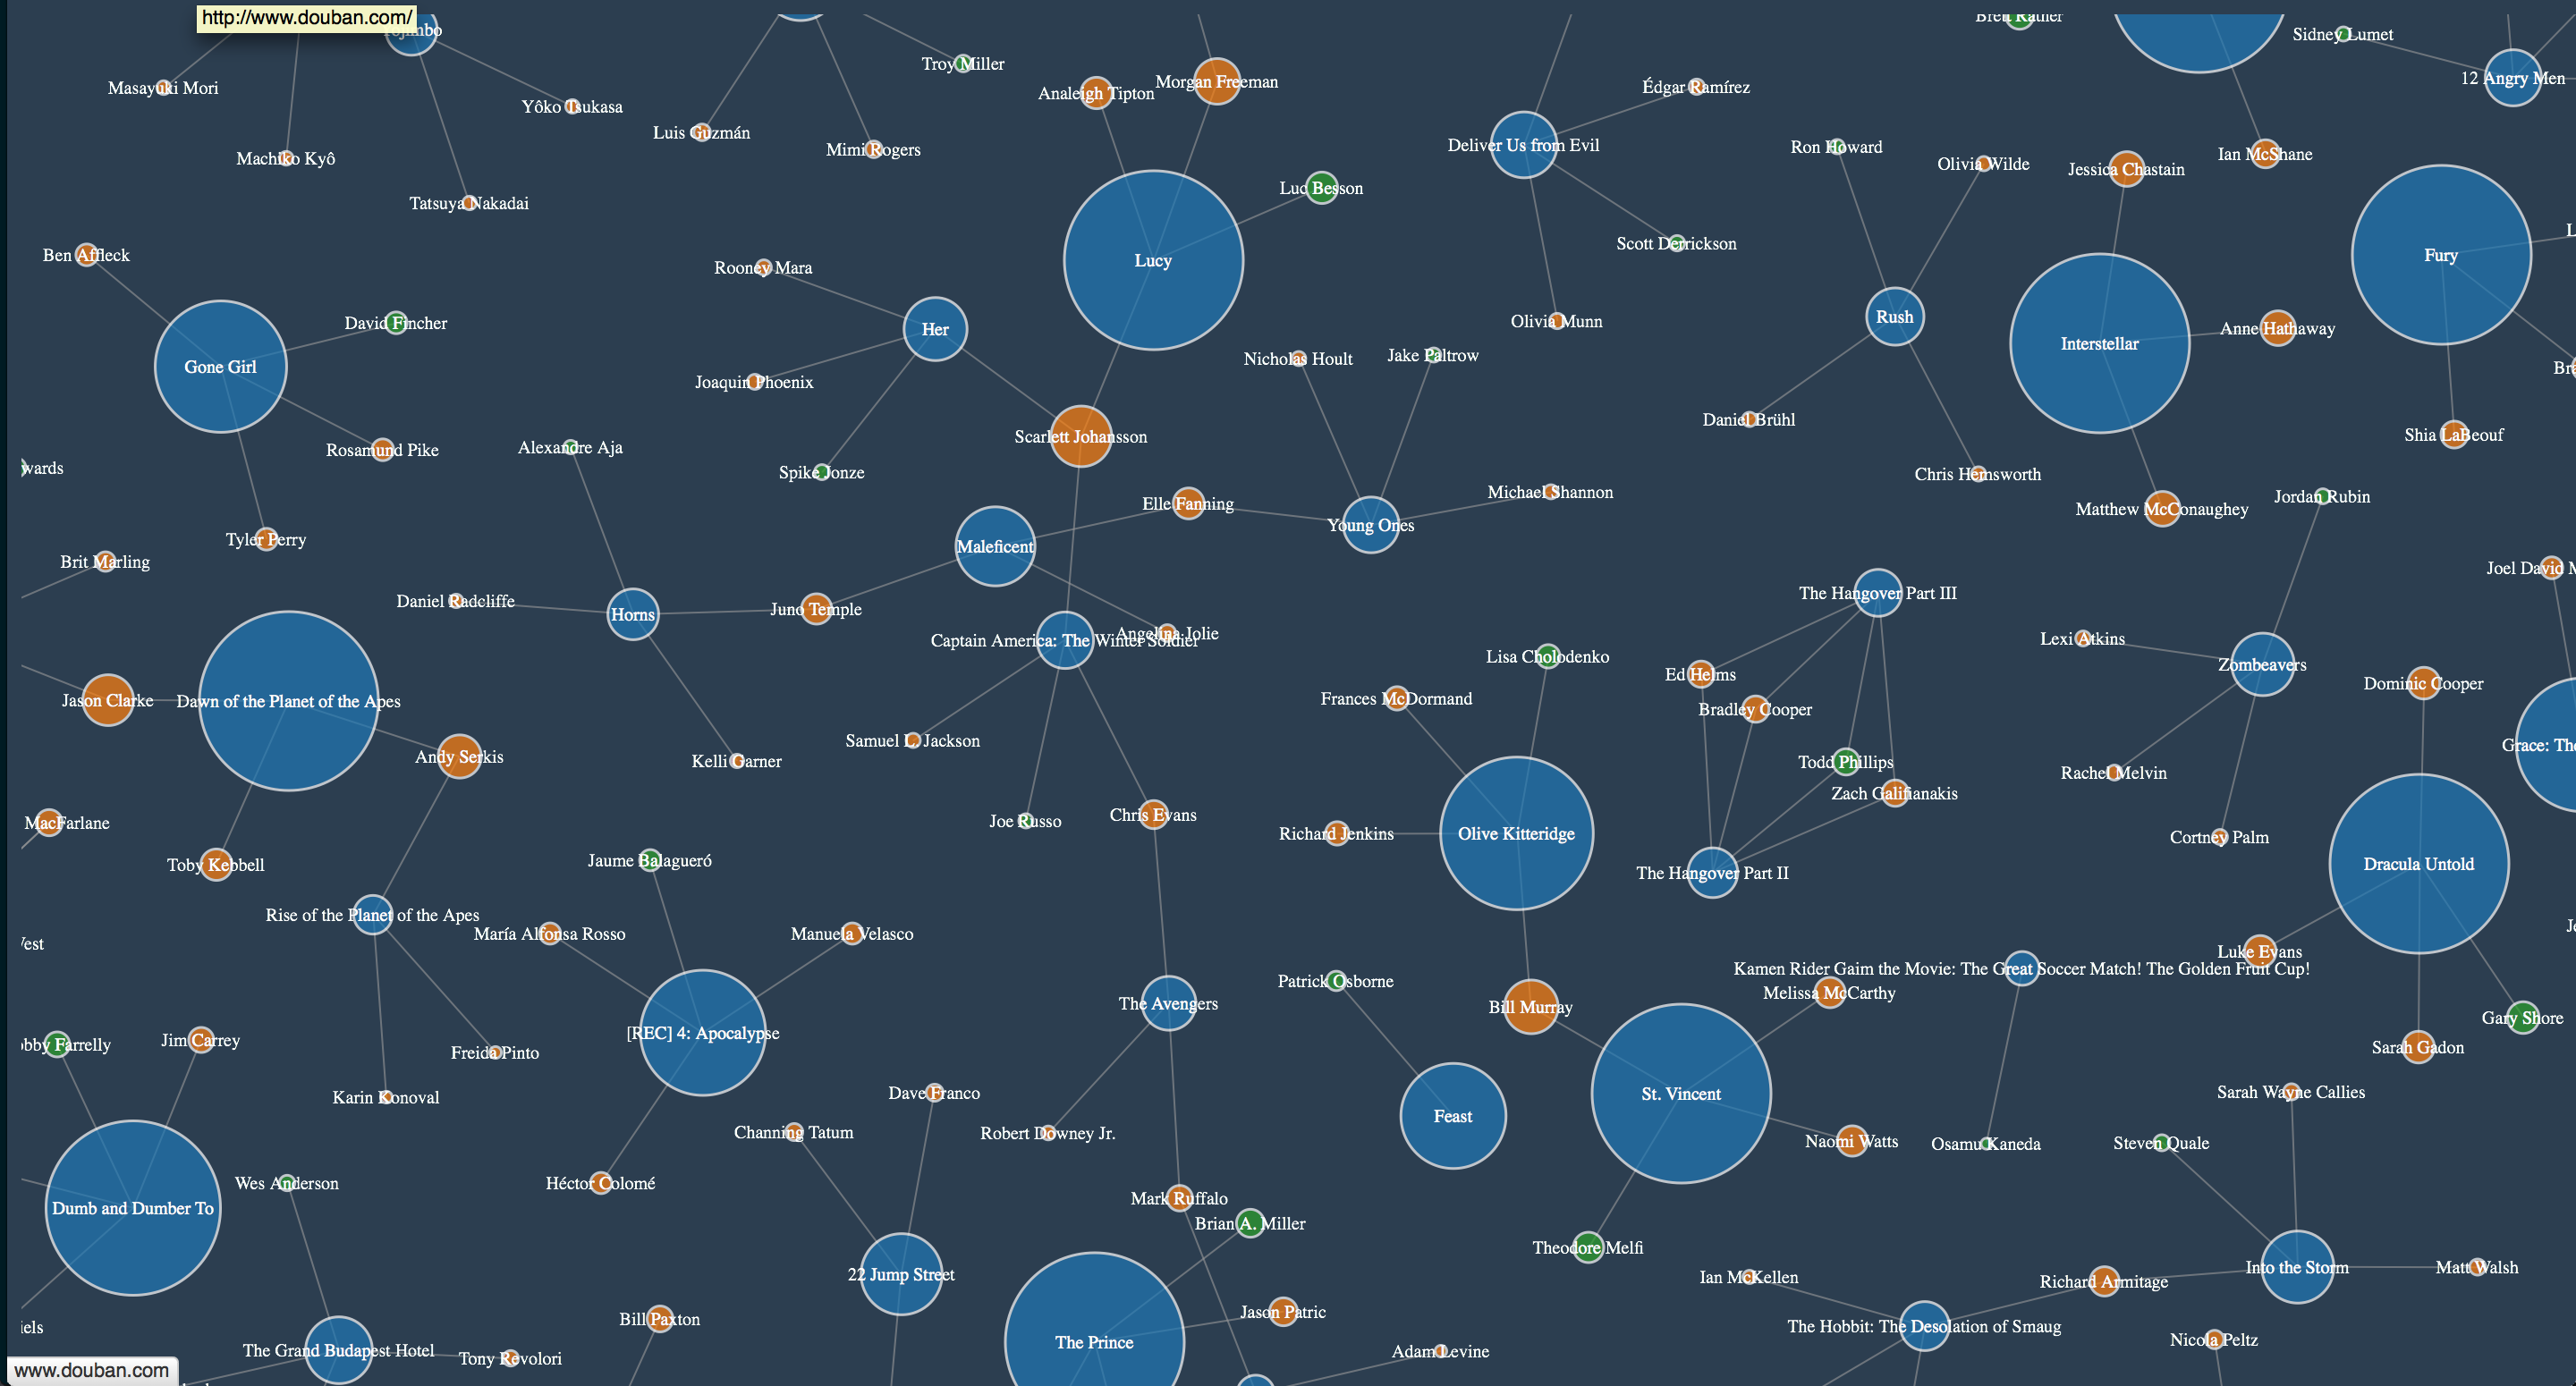 http://www.douban.com/
Brett Ratner
Sidney Lumet
Troy Miller
12 Angry Men
Morgan Freeman
Masayuki Mori
Édgar Ramírez
Analeigh Tipton
Yôko Tsukasa
Luis Guzmán
Deliver Us from Evil
Ron Howard
Mimi Rogers
Ian McShane
Machiko Kyô
Olivia Wilde
Jessica Chastain
Luc Besson
Tatsuya Nakadai
Scott Derrickson
Ben Affleck
Fury
Lucy
Rooney Mara
Rush
Olivia Munn
David Fincher
Anne Hathaway
Her
Interstellar
Jake Paltrow
Nicholas Hoult
Gone Girl
Joaquin Phoenix
Daniel Brühl
Shia LaBeouf
Scarlett Johansson
Alexandre Aja
Rosamund Pike
wards
Spike Jonze
Chris Hemsworth
Michael Shannon
Jordan Rubin
Elle Fanning
Matthew McConaughey
Young Ones
Tyler Perry
Maleficent
Brit Marling
Joel David M
The Hangover Part III
Daniel Radcliffe
Juno Temple
Horns
Angelina Jolie
Lexi Atkins
Captain America: The Winter Soldier
Lisa Cholodenko
Zombeavers
Ed Helms
Dominic Cooper
Frances McDormand
Jason Clarke
Dawn of the Planet of the Apes
Bradley Cooper
Samuel L. Jackson
Grace: The
Andy Serkis
Kelli Garner
Todd Phillips
Rachel Melvin
Zach Galifianakis
Chris Evans
Joe Russo
MacFarlane
Richard Jenkins
Olive Kitteridge
Cortney Palm
Jaume Balagueró
Toby Kebbell
Dracula Untold
The Hangover Part II
Rise of the Planet of the Apes
María Alfonsa Rosso
Manuela Velasco
Vest
Luke Evans
Kamen Rider Gaim the Movie: The Great Soccer Match! The Golden Fruit Cup!
Patrick Osborne
Melissa McCarthy
The Avengers
Bill Murray
Gary Shore
[REC] 4: Apocalypse
Jim Carrey
bby Farrelly
Sarah Gadon
Freida Pinto
Dave Franco
Sarah Wayne Callies
St. Vincent
Karin Konoval
Feast
Channing Tatum
Robert Downey Jr.
Naomi Watts
Osamu Kaneda
Steven Quale
Wes Anderson
Héctor Colomé
Mark Ruffalo
Dumb and Dumber To
Brian A. Miller
Theodore Melfi
Into the Storm
Matt Walsh
22 Jump Street
Ian McKellen
Richard Armitage
Jason Patric
Bill Paxton
iels
The Hobbit: The Desolation of Smaug
Nicola Peltz
The Prince
The Grand Budapest Hotel
Adam Levine
Tony Revolori
www.douban.com